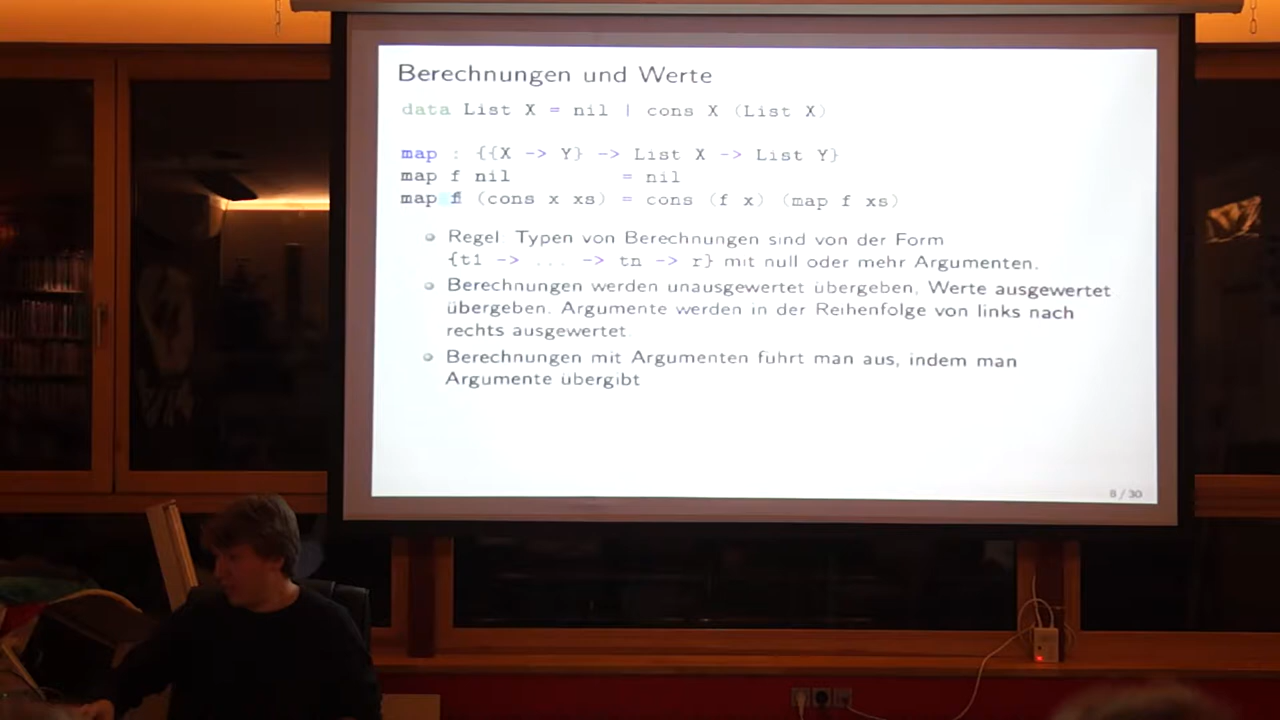 Berechnungen und Werte
data List X = nil | cons X (List X)
map : {{X -> Y} -> List X -> List Y}
map f nil = nil
map f (cons x xs) = cons (f x) (map f xs)
Regel Typen von Berechnungen sind von der Form
{t1 -> ... -> tn -> r} mit null oder mehr Argumenten.
Berechnungen werden unausgewertet übergeben, Werte ausgewertet
übergeben. Argumente werden in der Reihenfolge von links nach
rechts ausgewertet
Berechnungen mit Argumenten führt man aus, indem man
Argumente übergibt
8 / 30